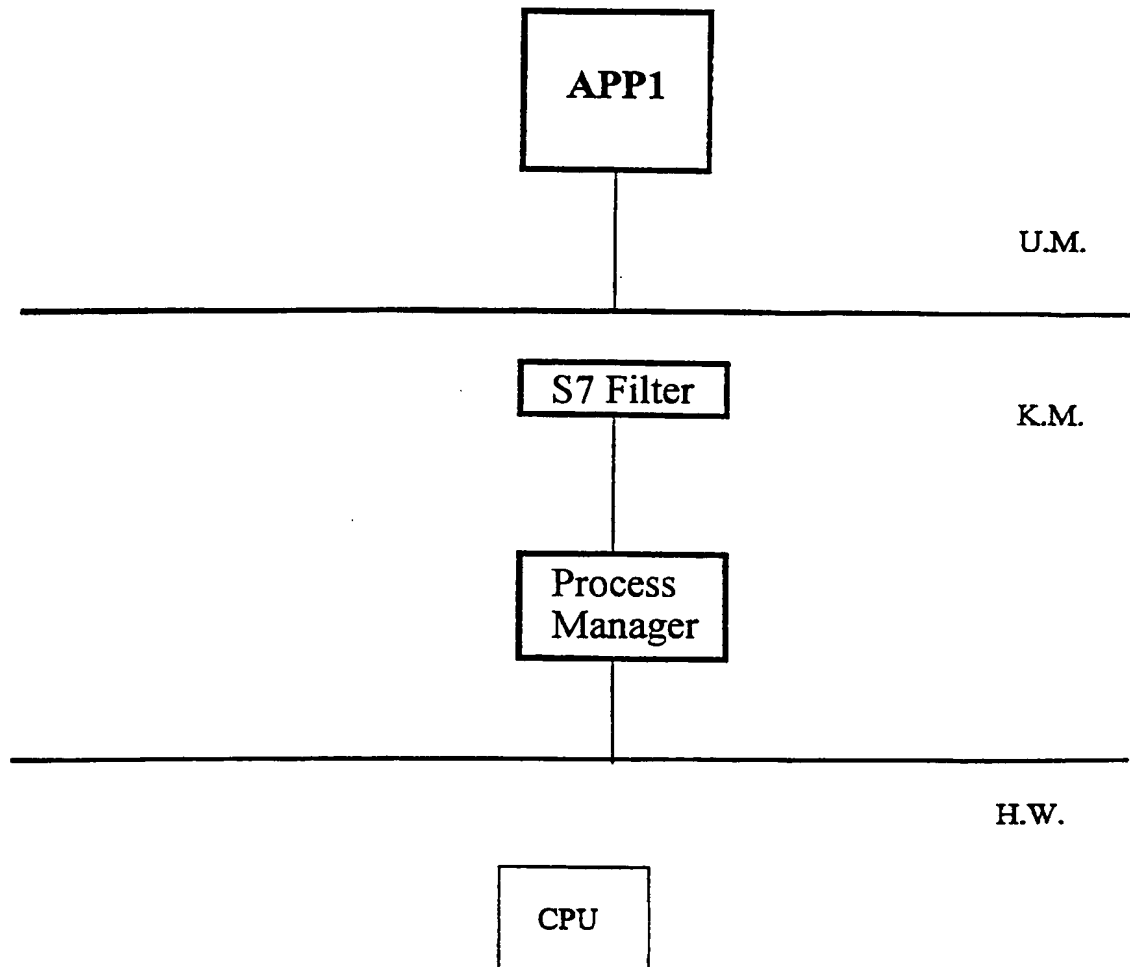 APP1
U.M.
S7 Filter
K.M.
Process
Manager
H.W.
CPU